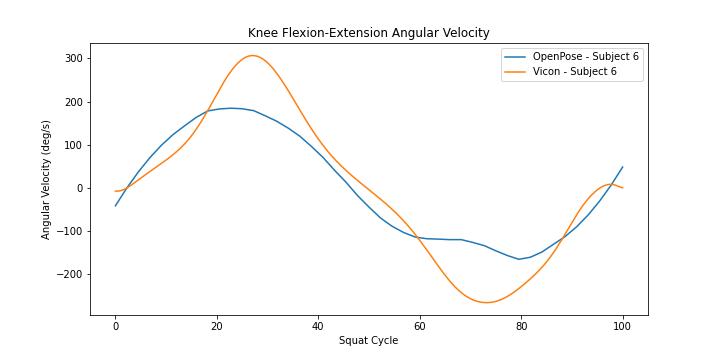 Knee Flexion-Extension Angular Velocity
OpenPose - Subject 6
Vicon - Subject 6
Angular Velocity (deg/s)
300
200
100
0
−100
−200
0
20
40
60
80
100
Squat Cycle